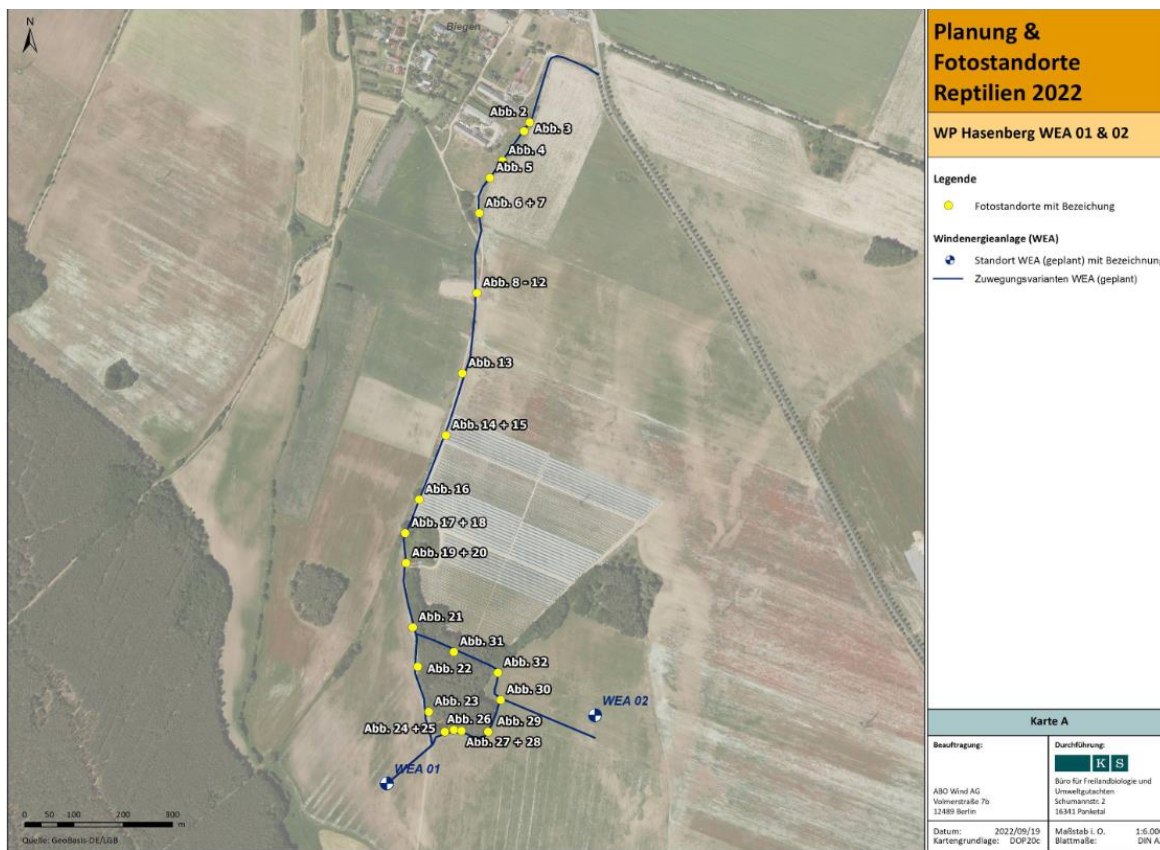 N
Biegen
Abb. 2
Abb. 3
Abb. 4
Abb. 5
Abb. 6 + 7
Abb. 8 - 12
Abb. 13
Abb. 14 + 15
Abb. 16
Abb. 17 + 18
Abb. 19 + 20
Abb. 21
Abb. 31
Abb. 22
Abb. 32
Abb. 30
Abb. 23
WEA 02
Abb. 26
Abb. 29
Abb. 24 +25
Abb. 27 + 28
WEA 01
0 50 100 200 300
m
Quelle: GeoBasis-DE/LGB
Planung &
Fotostandorte
Reptilien 2022
WP Hasenberg WEA 01 & 02
Legende
Fotostandorte mit Bezeichung
Windenergieanlage (WEA)
Standort WEA (geplant) mit Bezeichnung
Zuwegungsvarianten WEA (geplant)
Karte A
Beauftragung:
ABO Wind AG
Volmerstraße 7b
12489 Berlin
Durchführung:
K S
Büro für Freilandbiologie und
Umweltgutachten
Schumannstr. 2
16341 Panketal
Datum: 2022/09/19
Kartengrundlage: DOP20c
Maßstab i. O. 1:6.000
Blattmaße: DIN A